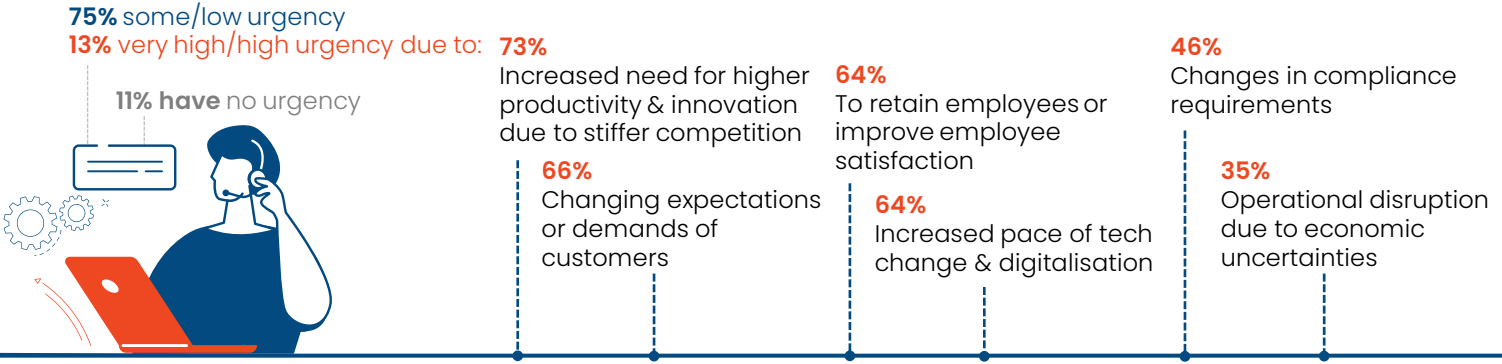 75% some/low urgency
13% very high/high urgency due to:
11% have no urgency
73%
Increased need for higher
productivity & innovation
due to stiffer competition
66%
Changing expectations
or demands of
customers
64%
To retain employees or
improve employee
satisfaction
64%
Increased pace of tech
change & digitalisation
46%
Changes in compliance
requirements
35%
Operational disruption
due to economic
uncertainties